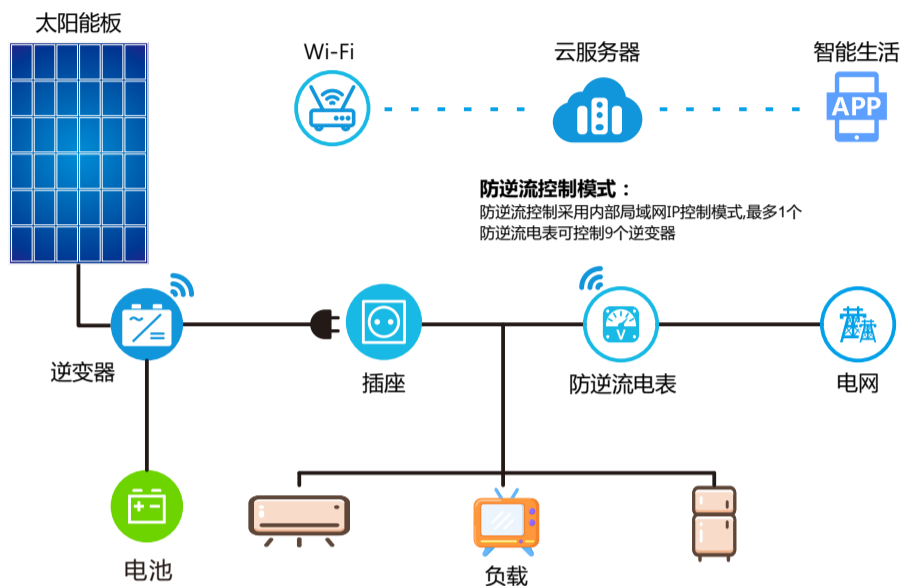 太阳能板
Wi-Fi
云服务器
智能生活
APP
防逆流控制模式：
防逆流控制采用内部局域网IP控制模式,最多1个
防逆流电表可控制9个逆变器
V
逆变器
插座
防逆流电表
电网
电池
负载